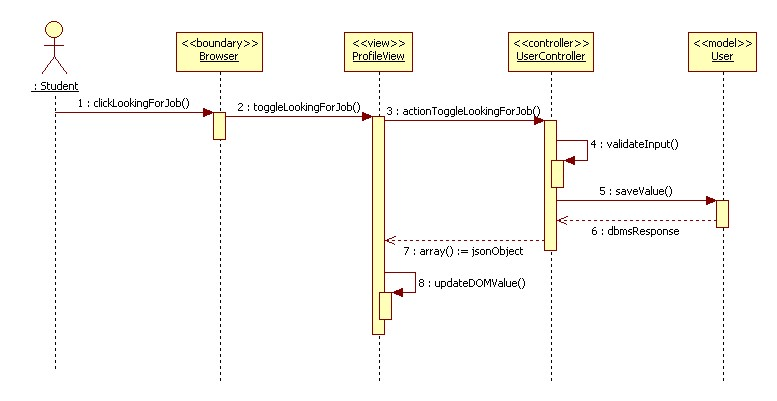 <<boundary>>
Browser
<<view>>
ProfileView
<<controller>>
UserController
<<model>>
User
: Student
1 : clickLookingForJob()
2 : toggleLookingForJob()
3 : actionToggleLookingForJob()
4 : validateInput()
5 : saveValue()
6 : dbmsResponse
7 : array() := jsonObject
8 : updateDOMValue()